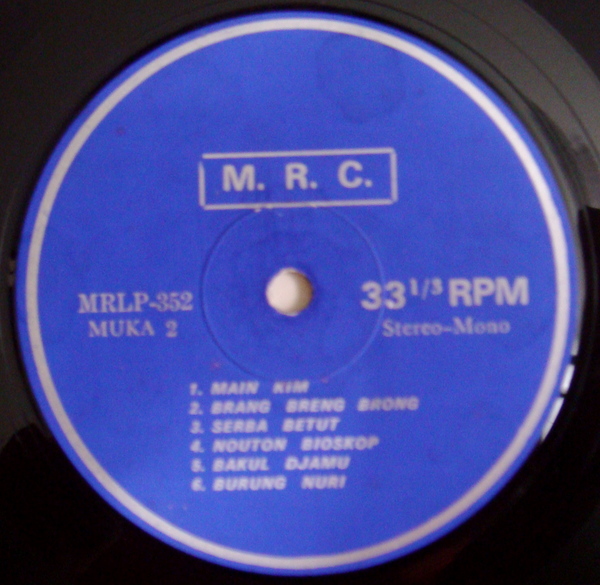 M. R. C.
MRLP-352
MUKA 2
33 1/3 RPM
Stereo-Mono
1. MAIN KIM
2. BRANG BRENG BRONG
3. SERBA BETUT
4. NOUTON BIOSKOP
5. BAKUL DJAMU
6. BURUNG NURI